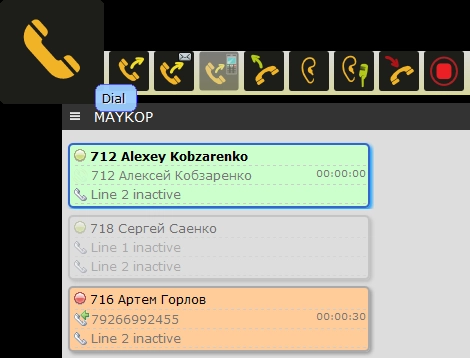 Dial
MAYKOP
712 Alexey Kobzarenko
712 Алексей Кобзаренко 00:00:00
Line 2 inactive
718 Сергей Саенко
Line 1 inactive
Line 2 inactive
716 Артем Горлов
79266992455 00:00:30
Line 2 inactive